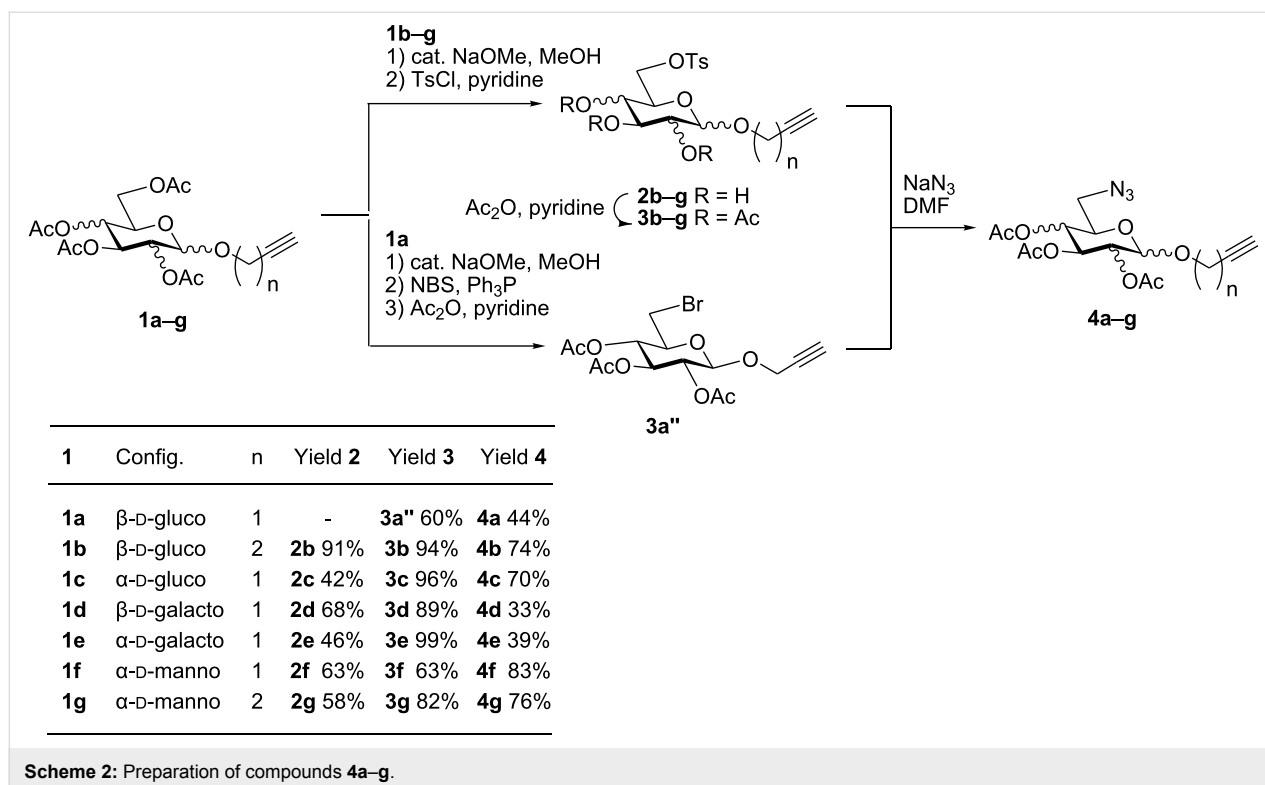 1b–g
1) cat. NaOMe, MeOH
2) TsCl, pyridine
OTs
RO
RO
O
O
OR
n
OAc
AcO
AcO
O
O
OAc
n
1a–g
Ac2O, pyridine
2b–g R = H
3b–g R = Ac
NaN3
DMF
N3
AcO
AcO
O
O
OAc
n
4a–g
1a
1) cat. NaOMe, MeOH
2) NBS, Ph3P
3) Ac2O, pyridine
Br
AcO
AcO
O
O
OAc
3a"
1 Config. n Yield 2 Yield 3 Yield 4
1a β-D-gluco 1 - 3a" 60% 4a 44%
1b β-D-gluco 2 2b 91% 3b 94% 4b 74%
1c α-D-gluco 1 2c 42% 3c 96% 4c 70%
1d β-D-galacto 1 2d 68% 3d 89% 4d 33%
1e α-D-galacto 1 2e 46% 3e 99% 4e 39%
1f α-D-manno 1 2f 63% 3f 63% 4f 83%
1g α-D-manno 2 2g 58% 3g 82% 4g 76%
Scheme 2: Preparation of compounds 4a–g.